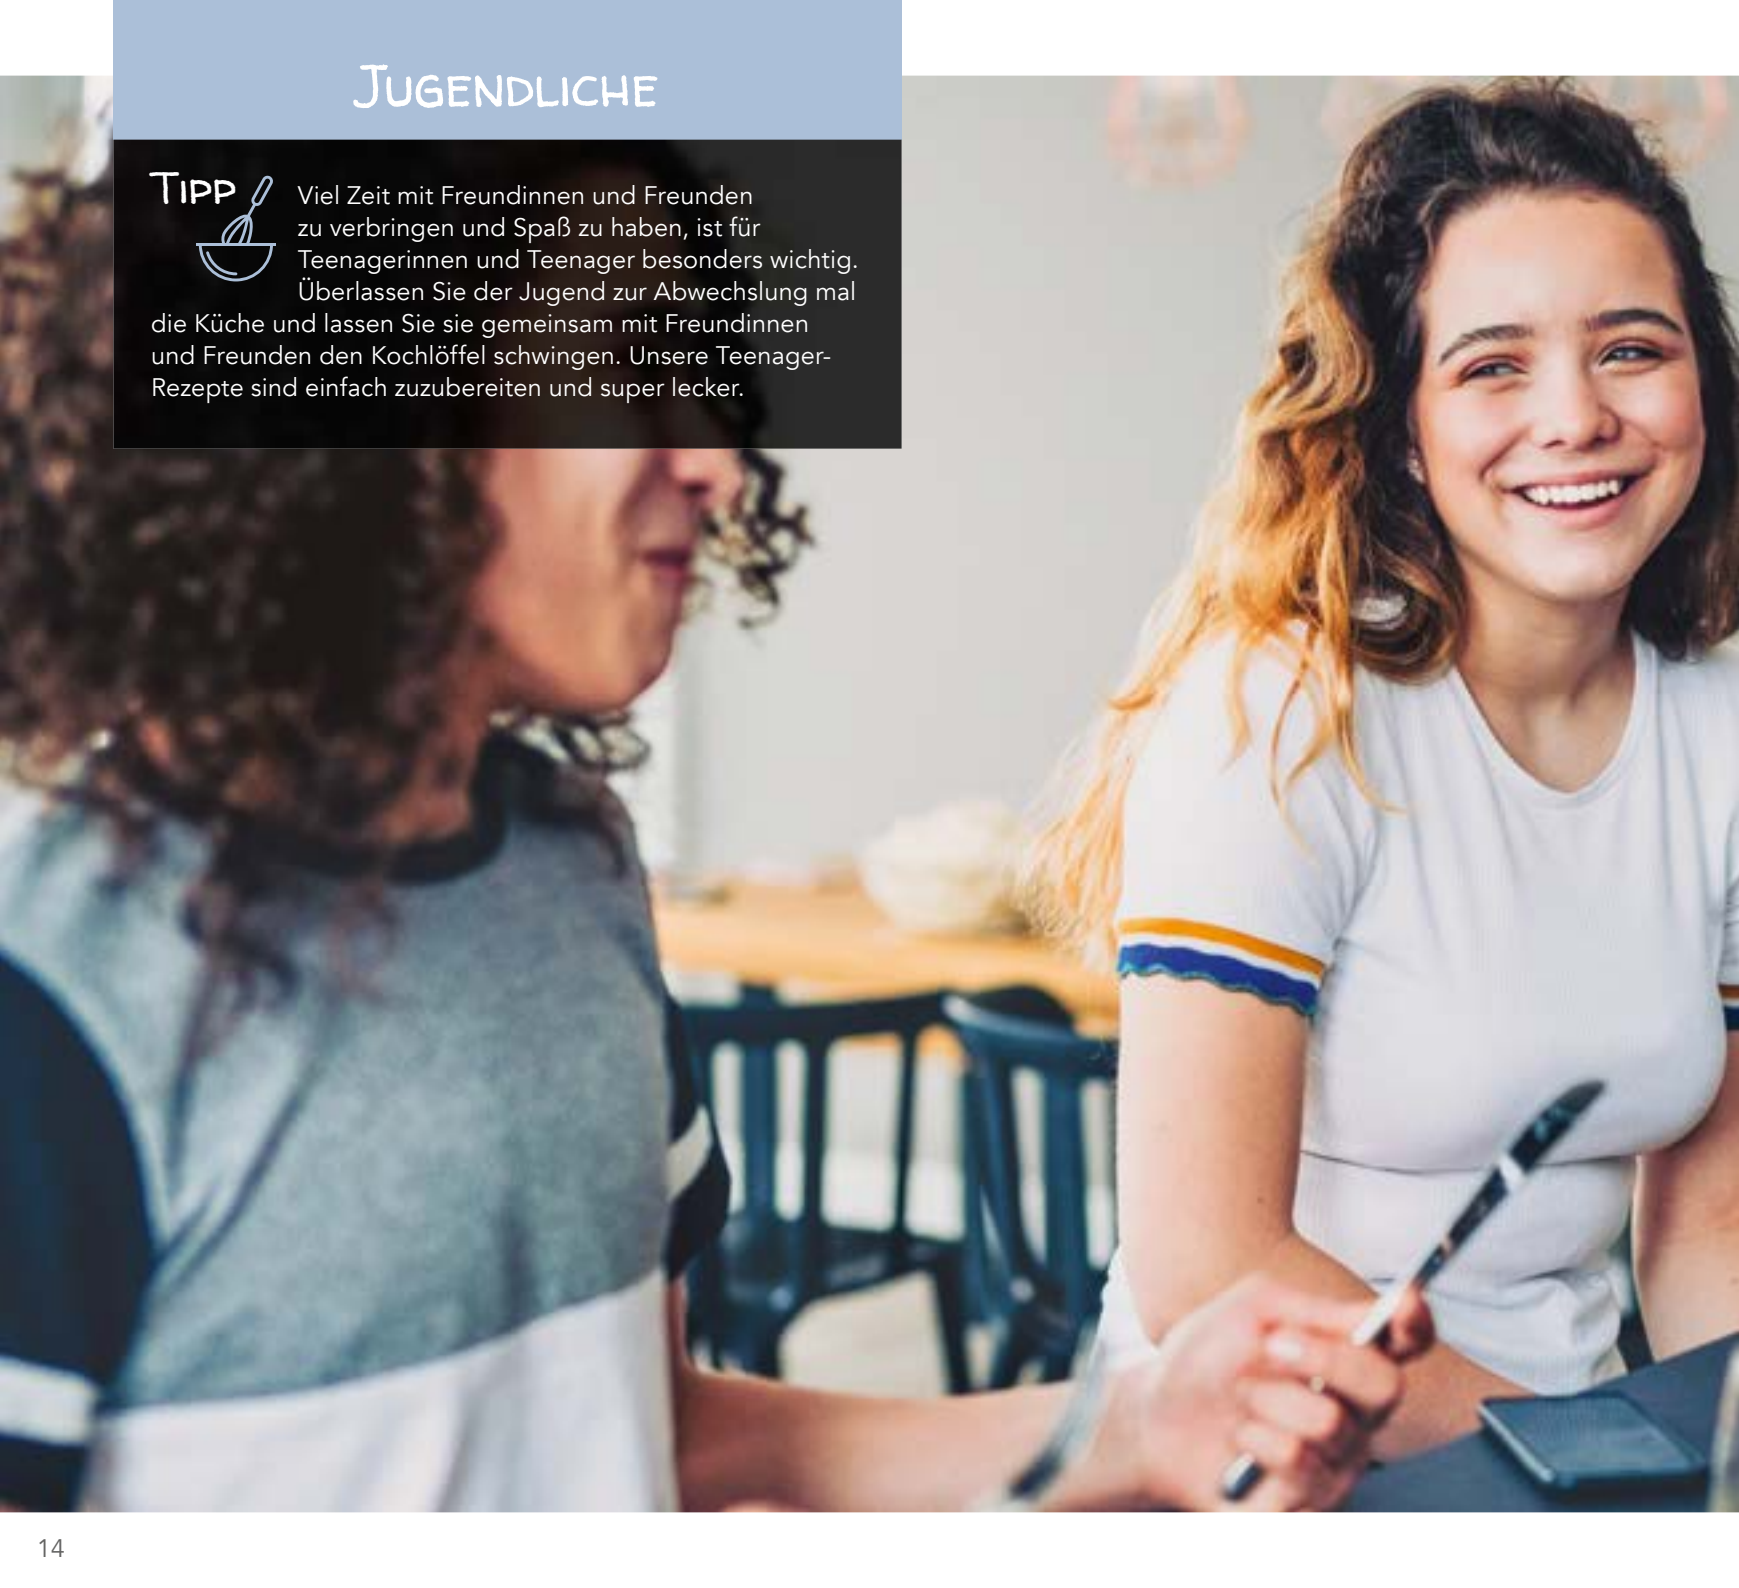 JUGENDLICHE
TIPP
Viel Zeit mit Freundinnen und Freunden
zu verbringen und Spaß zu haben, ist für
Teenagerinnen und Teenager besonders wichtig.
Überlassen Sie der Jugend zur Abwechslung mal
die Küche und lassen Sie sie gemeinsam mit Freundinnen
und Freunden den Kochlöffel schwingen. Unsere Teenager-
Rezepte sind einfach zuzubereiten und super lecker.
14